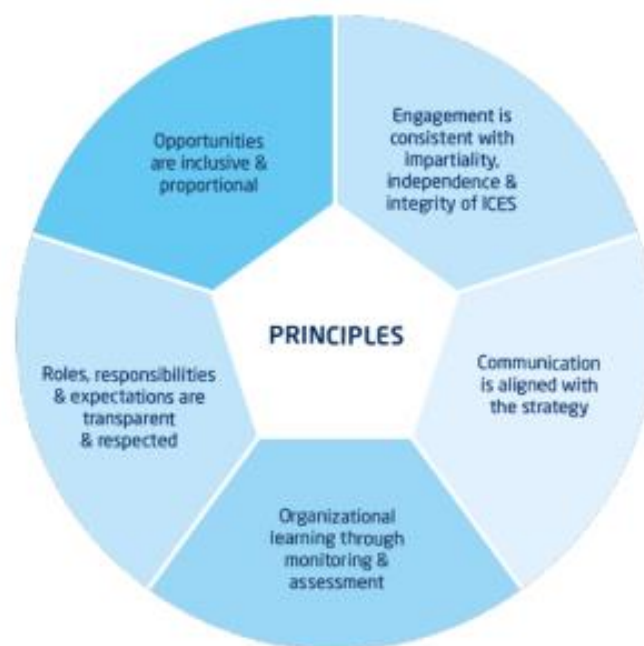 Opportunities
are inclusive &
proportional
Engagement is
consistent with
impartiality,
independence &
integrity of ICES
PRINCIPLES
Roles, responsibilities
& expectations are
transparent
& respected
Communication
is aligned with
the strategy
Organizational
learning through
monitoring &
assessment